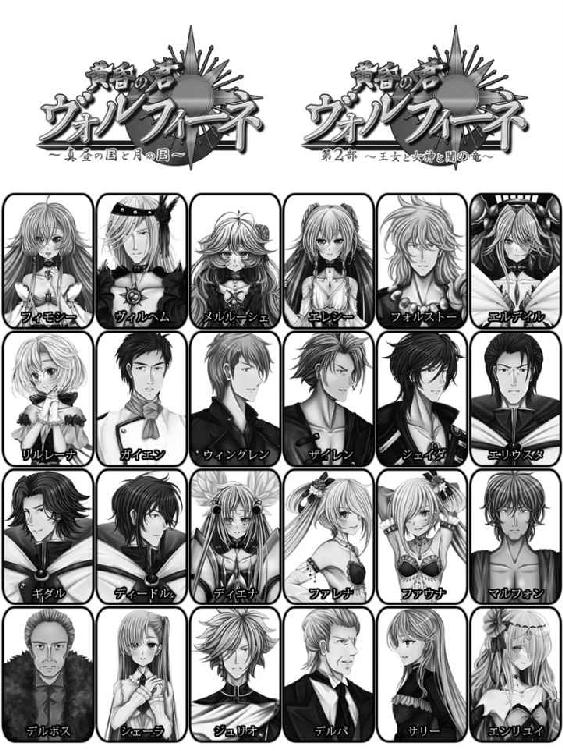 黄昏の君
ヴォルフィーネ
～真昼の国と月の国～
黄昏の君
ヴォルフィーネ
第2部 ～王女と女神と闇の竜～
フィモシー
ヴィルヘム
メルルーシェ
エレシー
フォルストー
エルデイル
リルレーナ
ガイエン
ウィングレン
ザイレン
ジェイダ
エリウスタ
ギダル
ディードル
ディエナ
ファレナ
ファウナ
マルフォン
デルボス
シェーラ
ジュリオ
デルバ
サリー
エンリュイ